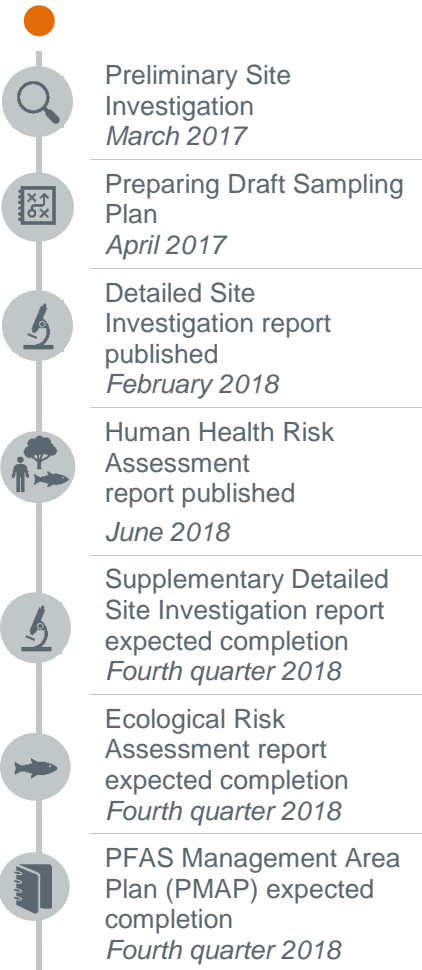 Preliminary Site
Investigation
March 2017
Preparing Draft Sampling
Plan
April 2017
Detailed Site
Investigation report
published
February 2018
Human Health Risk
Assessment
report published
June 2018
Supplementary Detailed
Site Investigation report
expected completion
Fourth quarter 2018
Ecological Risk
Assessment report
expected completion
Fourth quarter 2018
PFAS Management Area
Plan (PMAP) expected
completion
Fourth quarter 2018